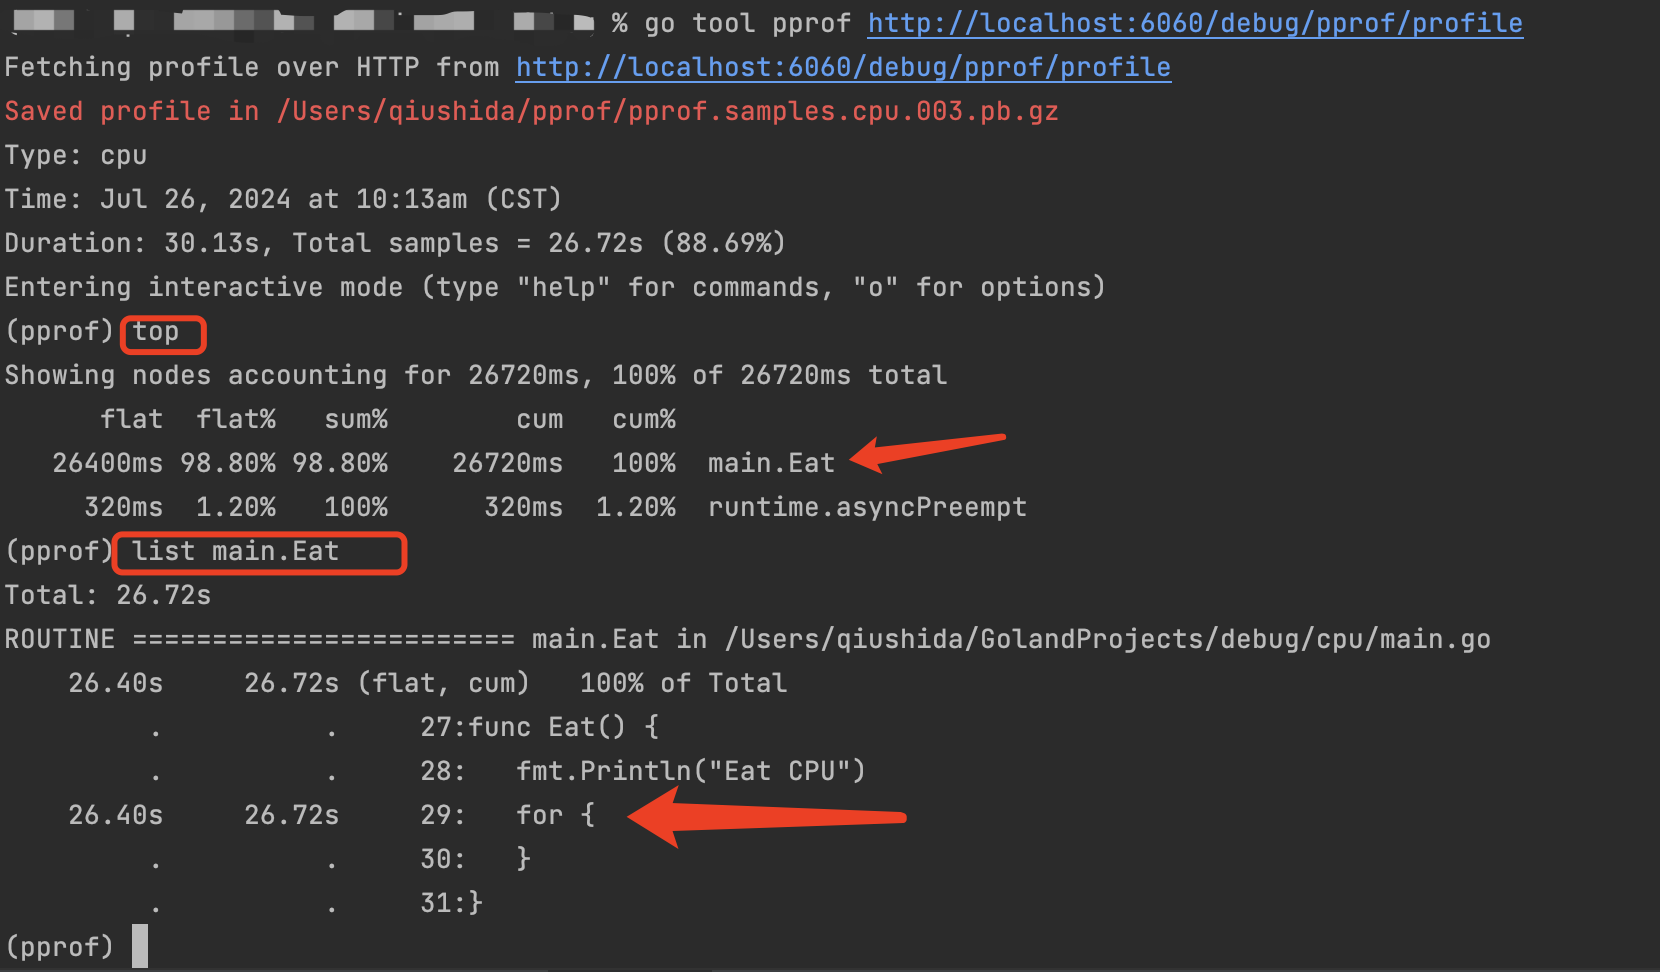 % go tool pprof http://localhost:6060/debug/pprof/profile
Fetching profile over HTTP from http://localhost:6060/debug/pprof/profile
Saved profile in /Users/qiushida/pprof/pprof.samples.cpu.003.pb.gz
Type: cpu
Time: Jul 26, 2024 at 10:13am (CST)
Duration: 30.13s, Total samples = 26.72s (88.69%)
Entering interactive mode (type "help" for commands, "o" for options)
(pprof) top
Showing nodes accounting for 26720ms, 100% of 26720ms total
      flat  flat%   sum%        cum   cum%
   26400ms 98.80% 98.80%    26720ms   100%  main.Eat
     320ms  1.20%   100%      320ms  1.20%  runtime.asyncPreempt
(pprof) list main.Eat
Total: 26.72s
ROUTINE ======================== main.Eat in /Users/qiushida/GolandProjects/debug/cpu/main.go
    26.40s     26.72s (flat, cum)   100% of Total
         .          .     27:func Eat() {
         .          .     28:   fmt.Println("Eat CPU")
    26.40s     26.72s     29:   for {
         .          .     30:   }
         .          .     31:}
(pprof)